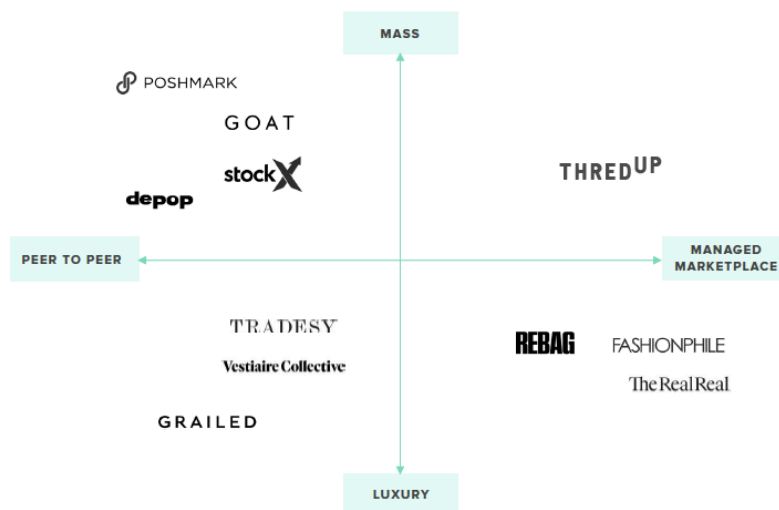 MASS
POSHMARK
GOAT
stockX
THREDUP
depop
PEER TO PEER
MANAGED
MARKETPLACE
TRADESY
REBAG
FASHIONPHILE
Vestiaire Collective
The RealReal
GRAILED
LUXURY